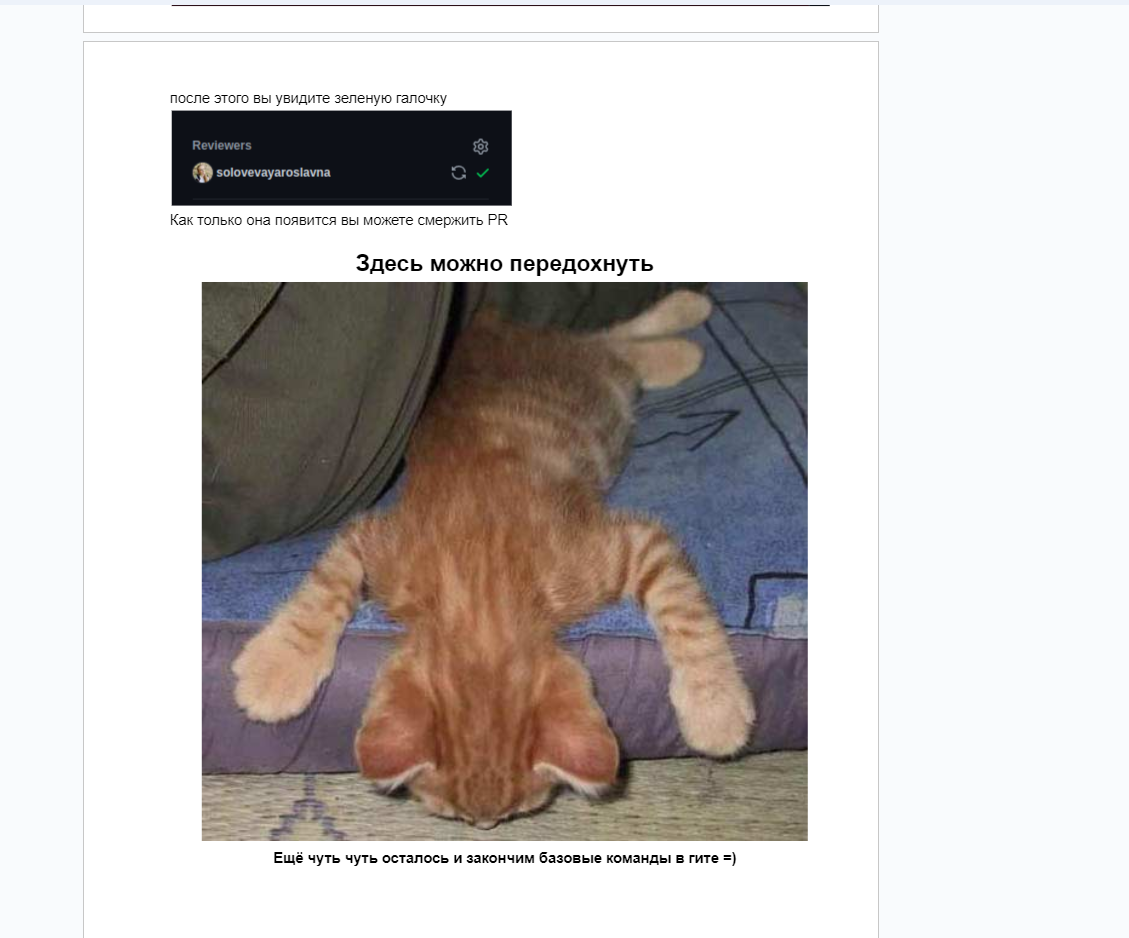 после этого вы увидите зеленую галочку
Reviewers
solovevayaroslavna
Как только она появится вы можете смержить PR
Здесь можно передохнуть
Ещё чуть чуть осталось и закончим базовые команды в гите =)